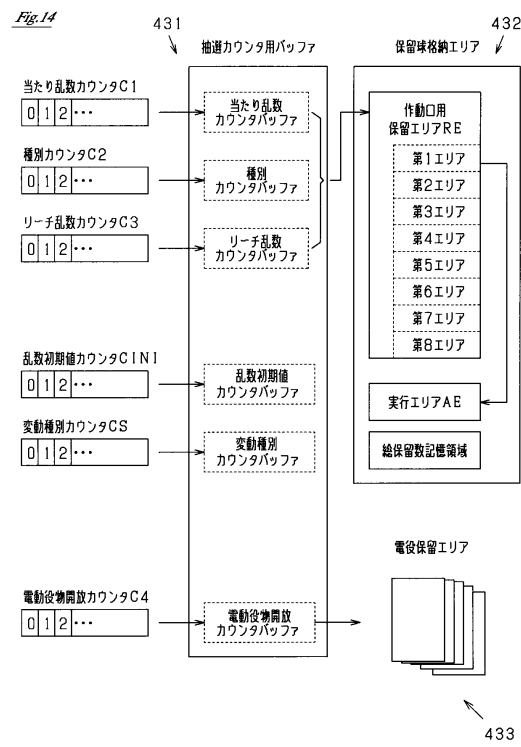 Fig.14
431
432
抽選カウンタ用バッファ
保留球格納エリア
当たり乱数カウンタC1
0 1 2 ･･･
当たり乱数
カウンタバッファ
種別カウンタC2
0 1 2 ･･･
種別
カウンタバッファ
リーチ乱数カウンタC3
0 1 2 ･･･
リーチ乱数
カウンタバッファ
作動口用
保留エリアRE
第1エリア
第2エリア
第3エリア
第4エリア
第5エリア
第6エリア
第7エリア
第8エリア
乱数初期値カウンタCINI
0 1 2 ･･･
乱数初期値
カウンタバッファ
実行エリアAE
変動種別カウンタCS
0 1 2 ･･･
変動種別
カウンタバッファ
総保留数記憶領域
電役保留エリア
電動役物開放カウンタC4
0 1 2 ･･･
電動役物開放
カウンタバッファ
433